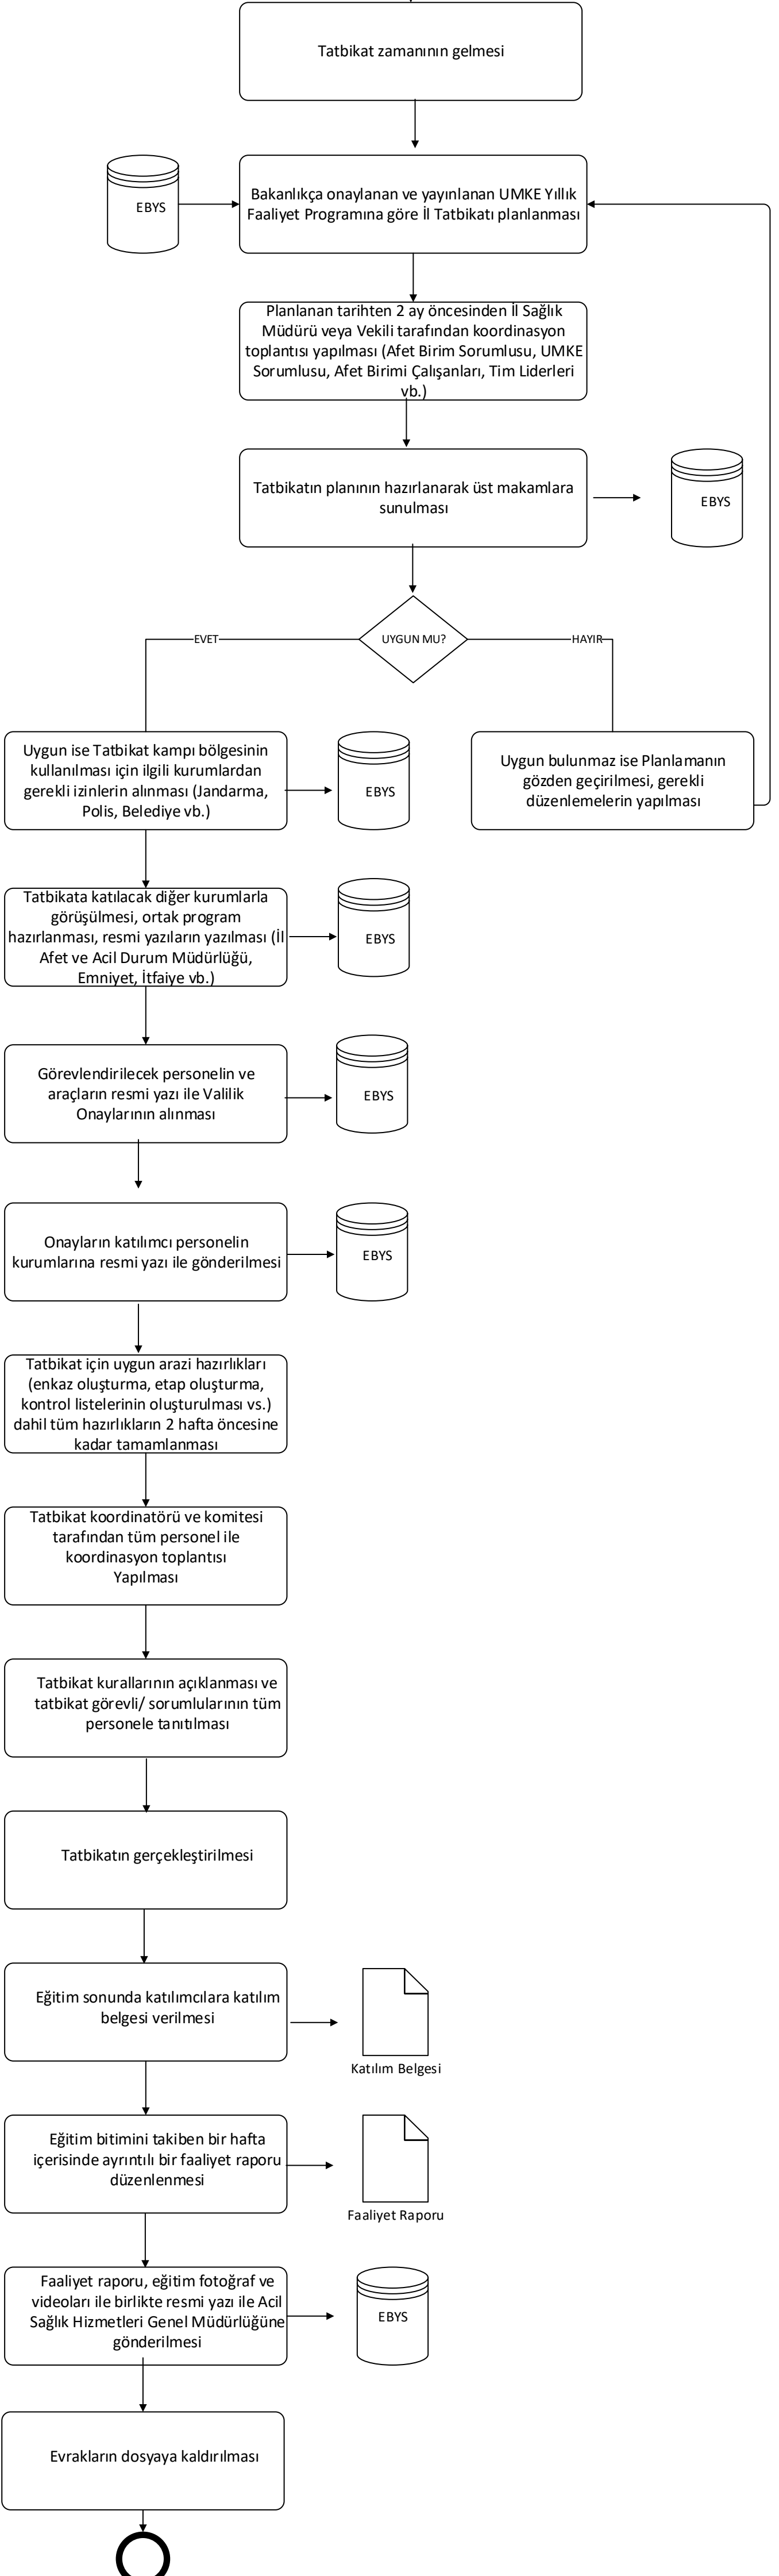 Tatbikat zamanının gelmesi
EBYS
Bakanlıkça onaylanan ve yayınlanan UMKE Yıllık
Faaliyet Programına göre İl Tatbikatı planlanması
Planlanan tarihten 2 ay öncesinden İl Sağlık
Müdürü veya Vekili tarafından koordinasyon
toplantısı yapılması (Afet Birim Sorumlusu, UMKE
Sorumlusu, Afet Birimi Çalışanları, Tim Liderleri
vb.)
Tatbikatın planının hazırlanarak üst makamlara
sunulması
EBYS
UYGUN MU?
EVET
HAYIR
Uygun ise Tatbikat kampı bölgesinin
kullanılması için ilgili kurumlardan
gerekli izinlerin alınması (Jandarma,
Polis, Belediye vb.)
EBYS
Uygun bulunmaz ise Planlamanın
gözden geçirilmesi, gerekli
düzenlemelerin yapılması
Tatbikata katılacak diğer kurumlarla
görüşülmesi, ortak program
hazırlanması, resmi yazıların yazılması (İl
Afet ve Acil Durum Müdürlüğü,
Emniyet, İtfaiye vb.)
EBYS
Görevlendirilecek personelin ve
araçların resmi yazı ile Valilik
Onaylarının alınması
EBYS
Onayların katılımcı personelin
kurumlarına resmi yazı ile gönderilmesi
EBYS
Tatbikat için uygun arazi hazırlıkları
(enkaz oluşturma, etap oluşturma,
kontrol listelerinin oluşturulması vs.)
dahil tüm hazırlıkların 2 hafta öncesine
kadar tamamlanması
Tatbikat koordinatörü ve komitesi
tarafından tüm personel ile
koordinasyon toplantısı
Yapılması
Tatbikat kurallarının açıklanması ve
tatbikat görevli/ sorumlularının tüm
personele tanıtılması
Tatbikatın gerçekleştirilmesi
Eğitim sonunda katılımcılara katılım
belgesi verilmesi
Katılım Belgesi
Eğitim bitimini takiben bir hafta
içerisinde ayrıntılı bir faaliyet raporu
düzenlenmesi
Faaliyet Raporu
Faaliyet raporu, eğitim fotoğraf ve
videoları ile birlikte resmi yazı ile Acil
Sağlık Hizmetleri Genel Müdürlüğüne
gönderilmesi
EBYS
Evrakların dosyaya kaldırılması